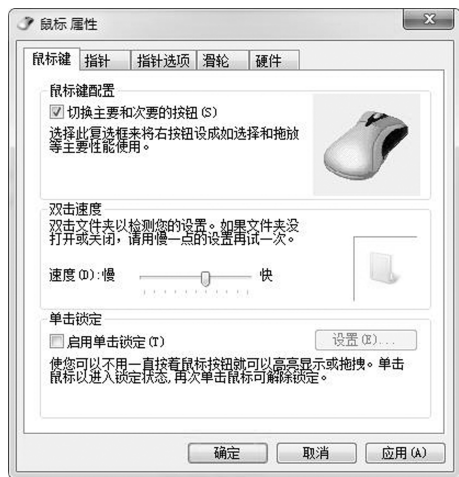 鼠标 属性
鼠标键 指针 指针选项 滑轮 硬件
鼠标键配置
切换主要和次要的按钮(S)
选择此复选框来将右按钮设成如选择和拖放
等主要性能使用。
双击速度
双击文件夹以检测您的设置。如果文件夹没
打开或关闭，请用慢一点的设置再试一次。
速度(D):慢 快
单击锁定
启用单击锁定(T) 设置(E)...
使您可以不用一直按着鼠标按钮就可以高亮显示或拖拽。单击
鼠标以进入锁定状态,再次单击鼠标可解除锁定。
确定 取消 应用(A)